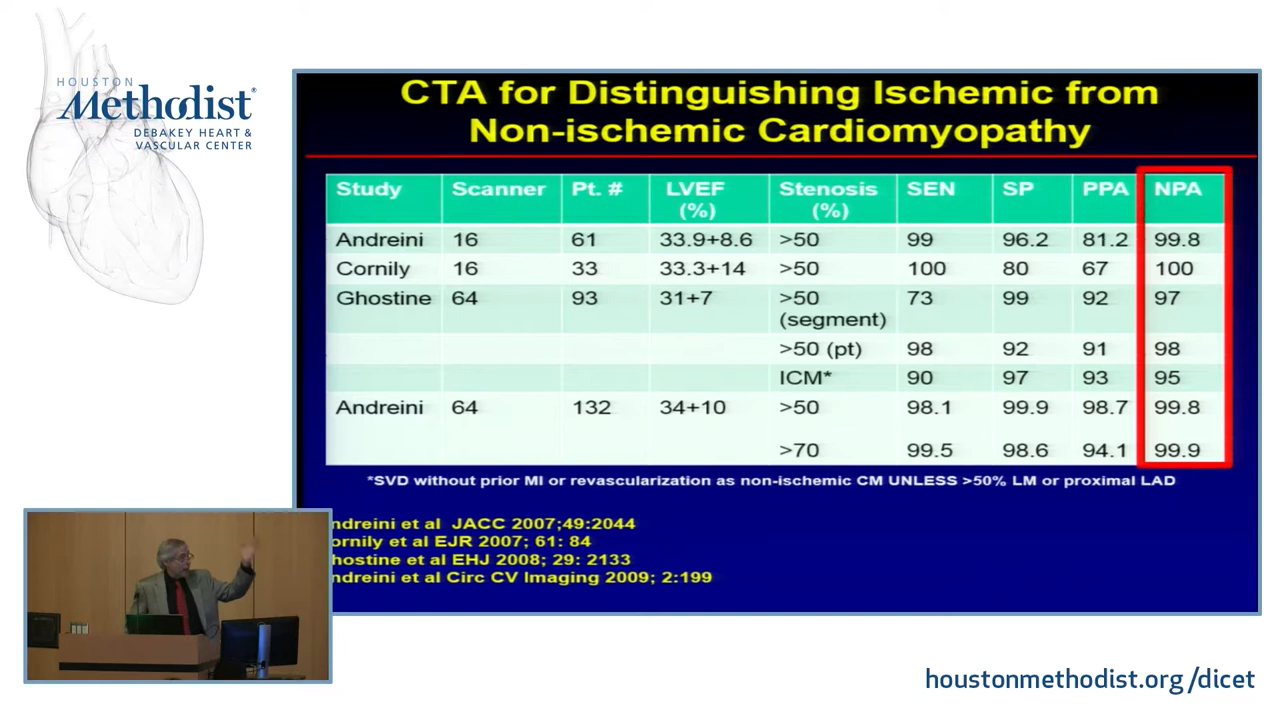 HOUSTON
Methodist®
DEBAKEY HEART &
VASCULAR CENTER
CTA for Distinguishing Ischemic from
Non-ischemic Cardiomyopathy
Study Scanner Pt. # LVEF (%) Stenosis (%) SEN SP PPA NPA
Andreini 16 61 33.9+8.6 >50 99 96.2 81.2 99.8
Cornily 16 33 33.3+14 >50 100 80 67 100
Ghostine 64 93 31+7 >50 (segment) 73 99 92 97
>50 (pt) 98 92 91 98
ICM* 90 97 93 95
Andreini 64 132 34+10 >50 98.1 99.9 98.7 99.8
>70 99.5 98.6 94.1 99.9
*SVD without prior MI or revascularization as non-ischemic CM UNLESS >50% LM or proximal LAD
ndreini et al JACC 2007;49:2044
ornily et al EJR 2007; 61: 84
hostine et al EHJ 2008; 29: 2133
ndreini et al Circ CV Imaging 2009; 2:199
houstonmethodist.org/dicet